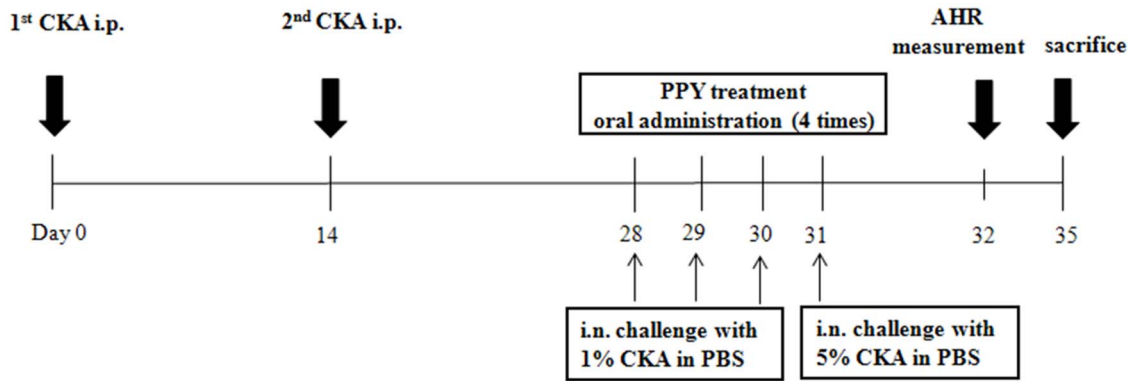 1st CKA i.p.
2nd CKA i.p.
AHR
measurement
sacrifice
PPY treatment
oral administration (4 times)
Day 0
14
28
29
30
31
32
35
i.n. challenge with
1% CKA in PBS
i.n. challenge with
5% CKA in PBS